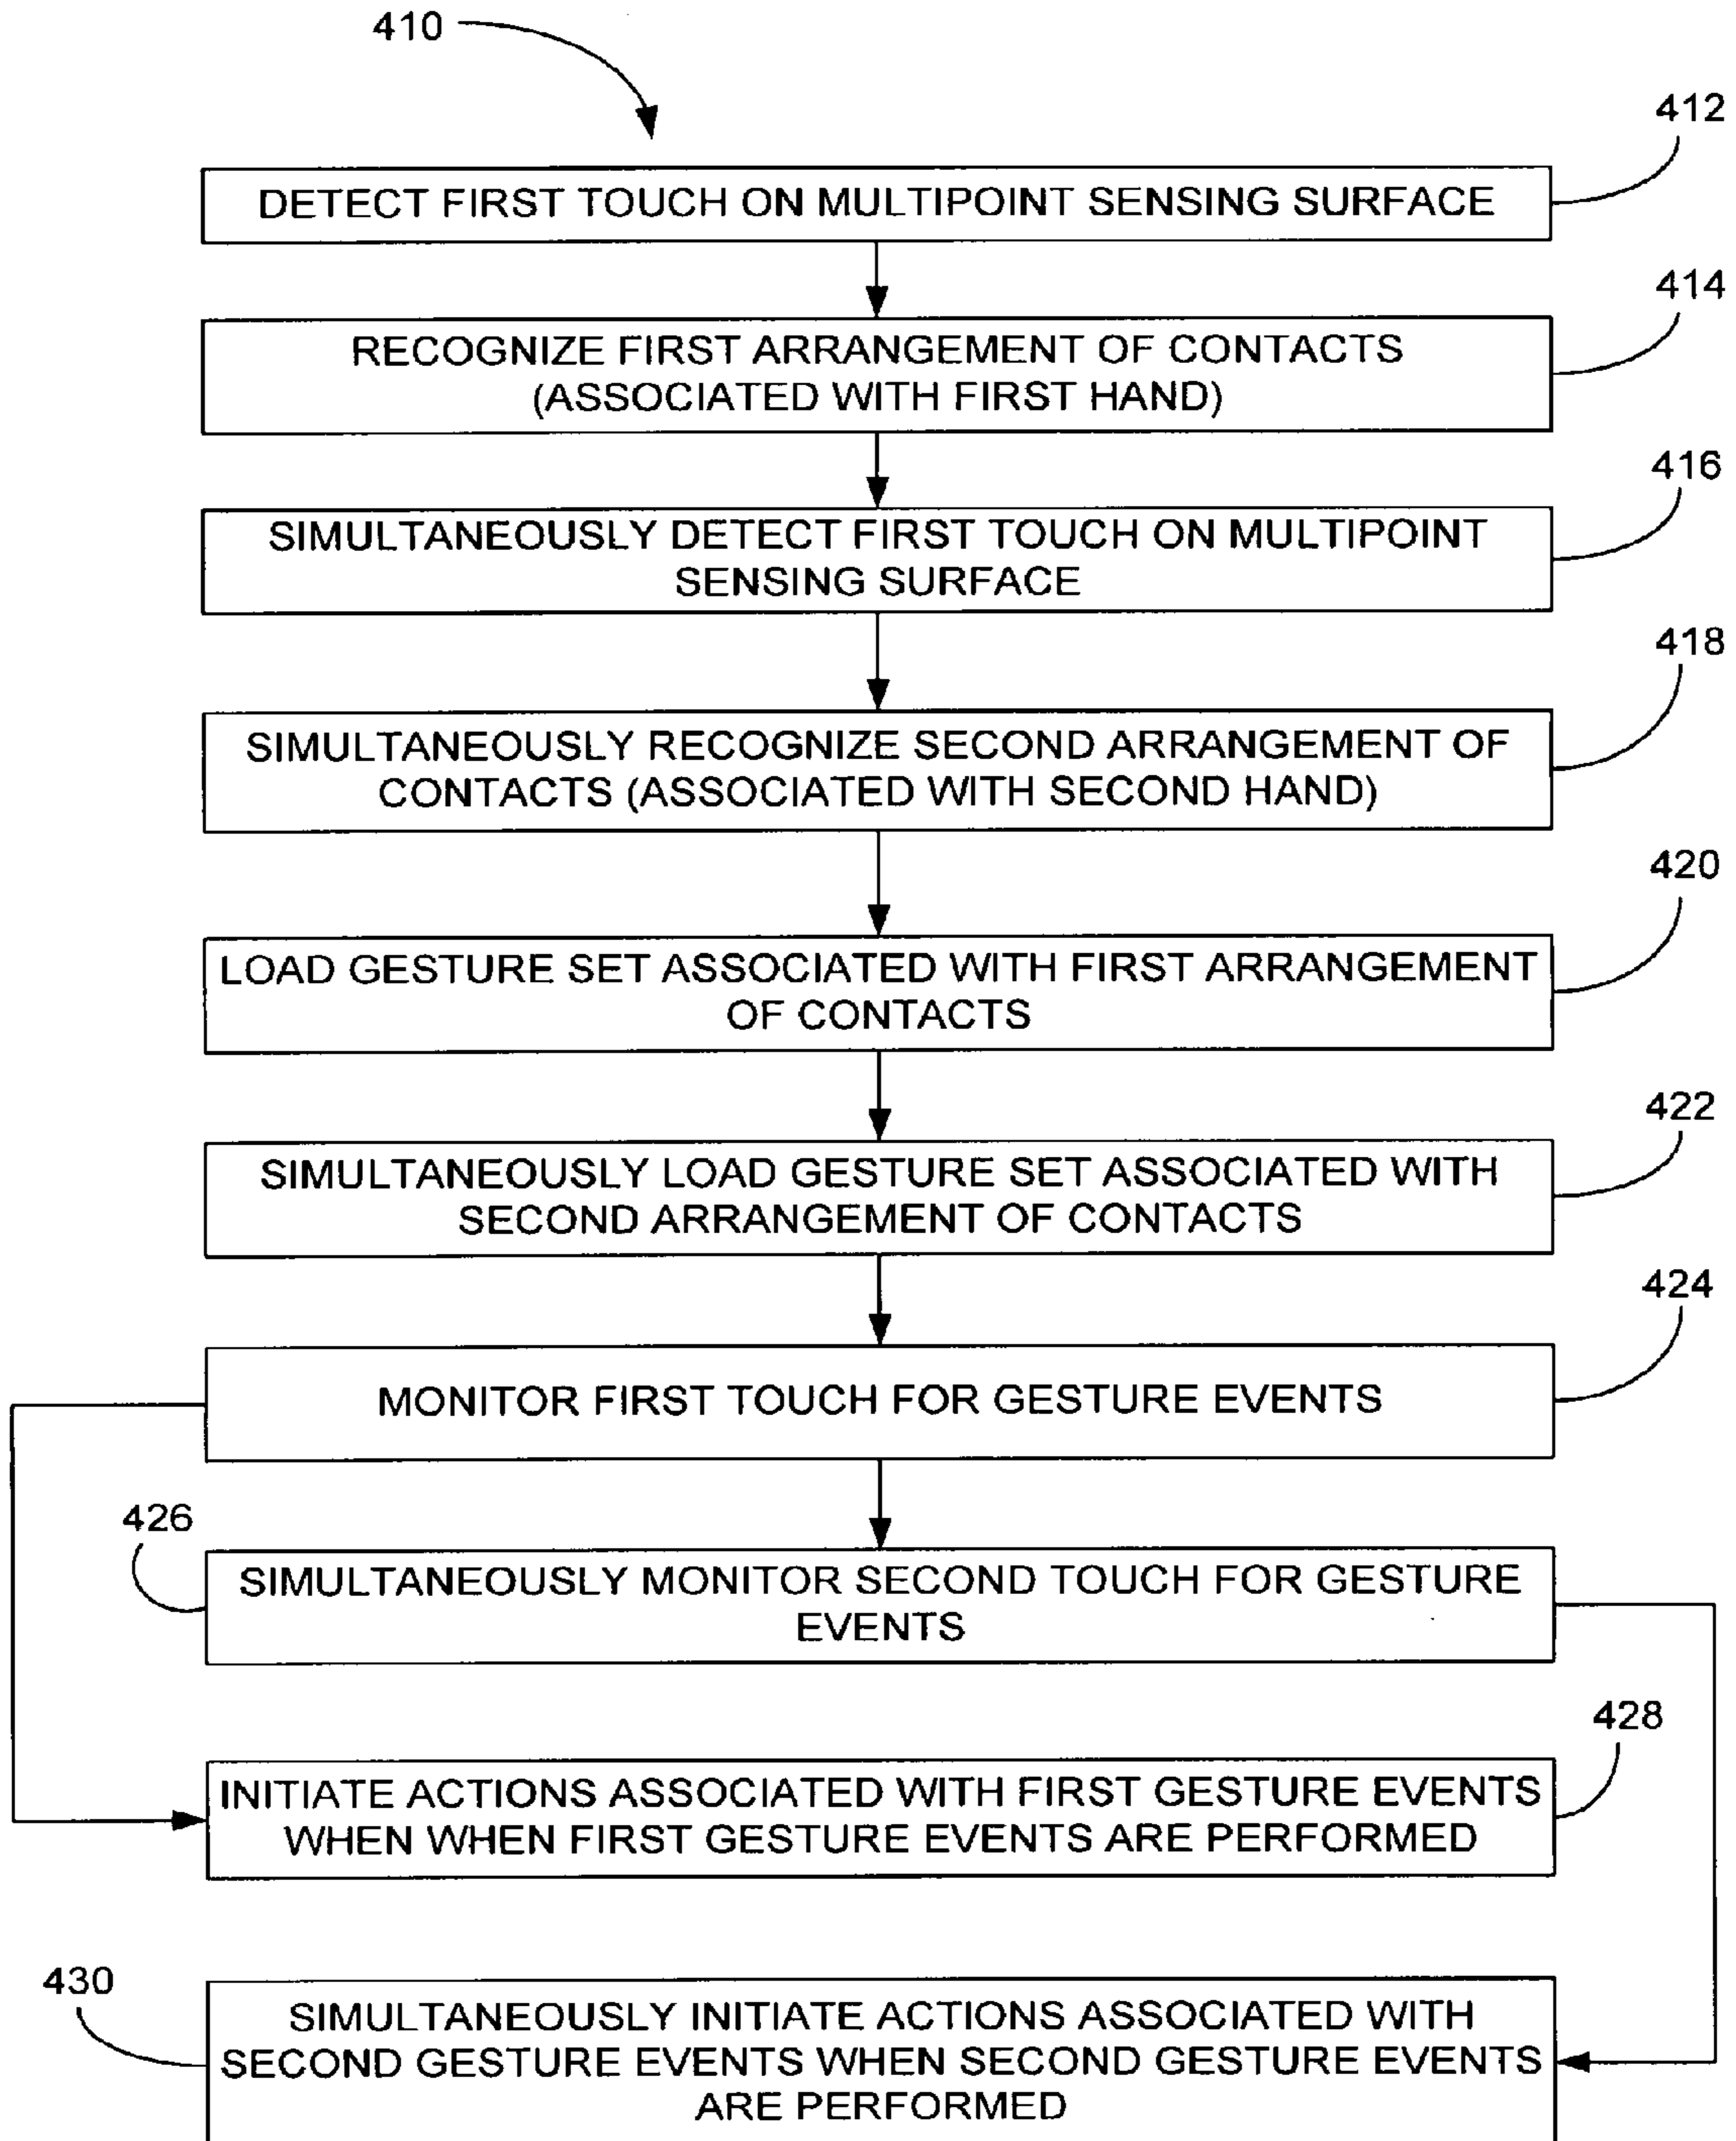 410
412
DETECT FIRST TOUCH ON MULTIPOINT SENSING SURFACE
414
RECOGNIZE FIRST ARRANGEMENT OF CONTACTS
(ASSOCIATED WITH FIRST HAND)
416
SIMULTANEOUSLY DETECT FIRST TOUCH ON MULTIPOINT
SENSING SURFACE
418
SIMULTANEOUSLY RECOGNIZE SECOND ARRANGEMENT OF
CONTACTS (ASSOCIATED WITH SECOND HAND)
420
LOAD GESTURE SET ASSOCIATED WITH FIRST ARRANGEMENT
OF CONTACTS
422
SIMULTANEOUSLY LOAD GESTURE SET ASSOCIATED WITH
SECOND ARRANGEMENT OF CONTACTS
424
MONITOR FIRST TOUCH FOR GESTURE EVENTS
426
SIMULTANEOUSLY MONITOR SECOND TOUCH FOR GESTURE
EVENTS
428
INITIATE ACTIONS ASSOCIATED WITH FIRST GESTURE EVENTS
WHEN WHEN FIRST GESTURE EVENTS ARE PERFORMED
430
SIMULTANEOUSLY INITIATE ACTIONS ASSOCIATED WITH
SECOND GESTURE EVENTS WHEN SECOND GESTURE EVENTS
ARE PERFORMED